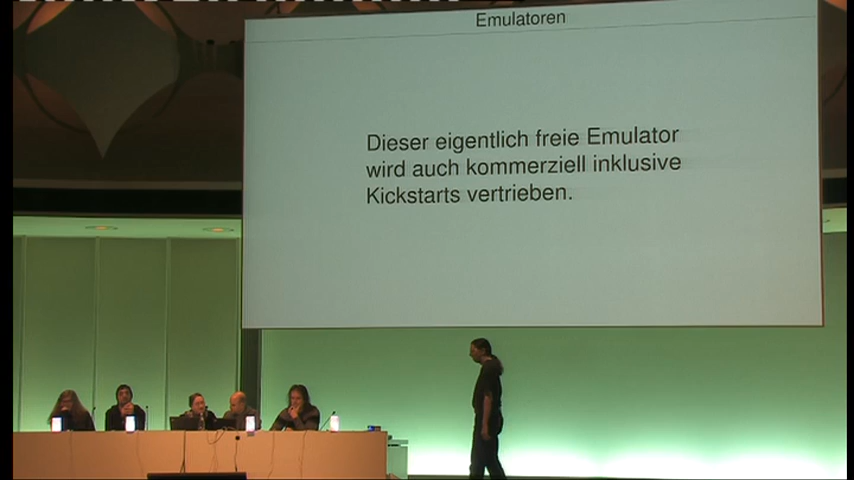 Emulatoren
Dieser eigentlich freie Emulator
wird auch kommerziell inklusive
Kickstarts vertrieben.